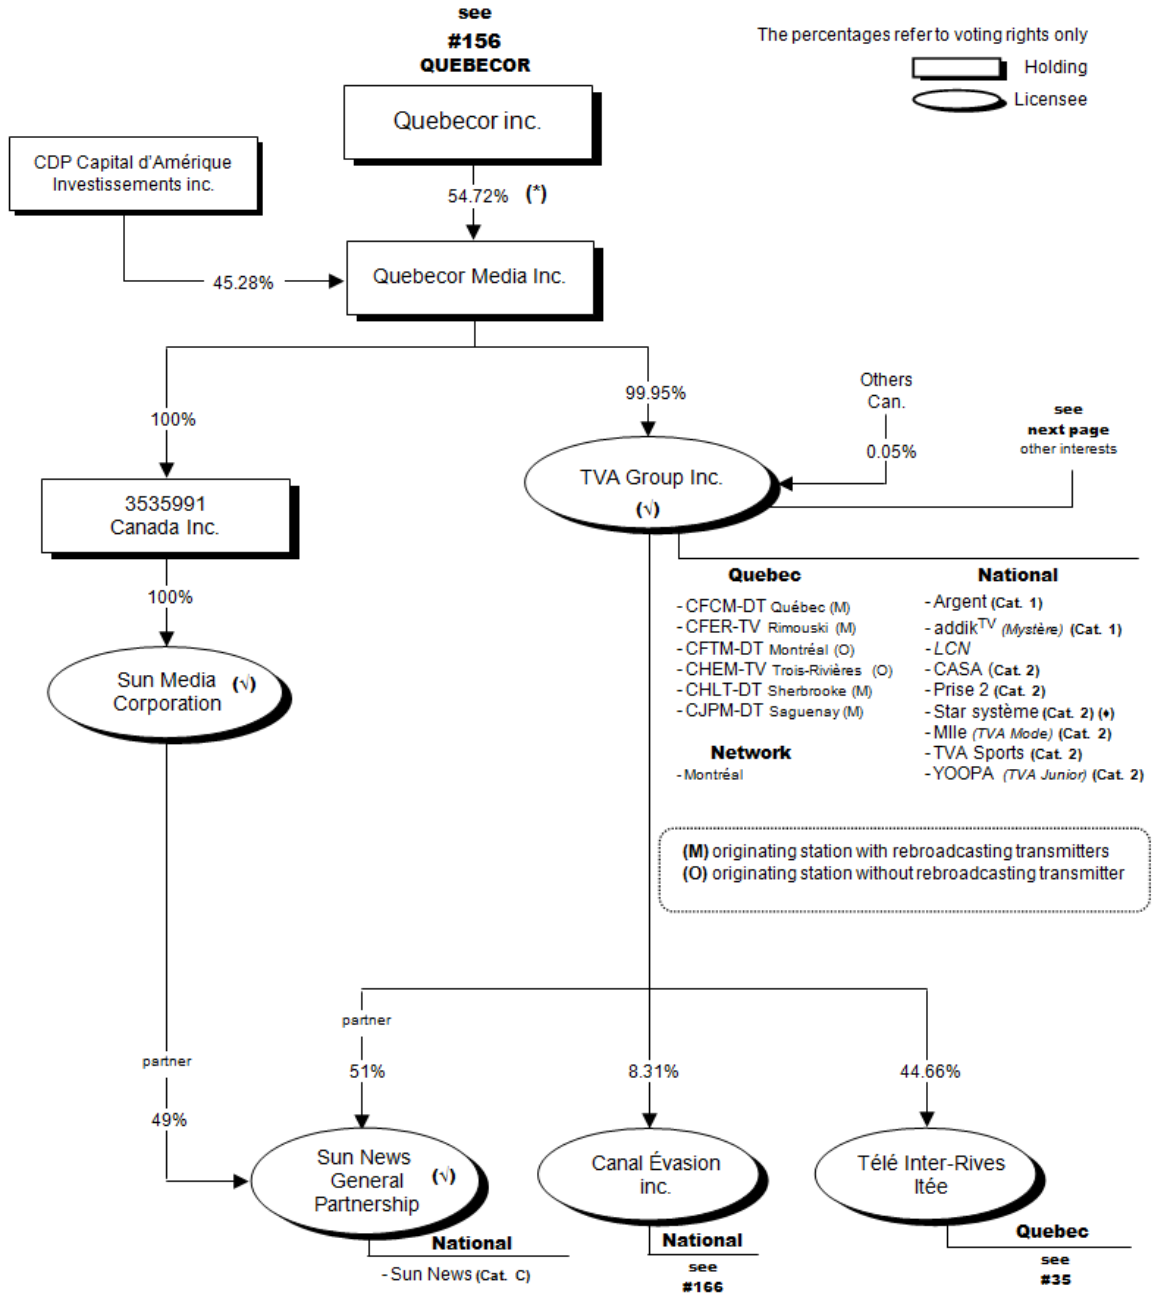 see
#156
QUEBECOR
The percentages refer to voting rights only
Holding
Licensee
Quebecor inc.
CDP Capital d'Amérique
Investissements inc.
54.72% (*)
45.28%
Quebecor Media Inc.
100%
99.95%
Others
Can.
0.05%
see
next page
other interests
3535991
Canada Inc.
TVA Group Inc.
(√)
100%
Sun Media
Corporation
(√)
Quebec
-CFCM-DT Québec (M)
-CFER-TV Rimouski (M)
-CFTM-DT Montréal (O)
-CHEM-TV Trois-Rivières (O)
-CHLT-DT Sherbrooke (M)
-CJPM-DT Saguenay (M)
Network
-Montréal
National
-Argent (Cat. 1)
-addikTV (Mystère) (Cat. 1)
-LCN
-CASA (Cat. 2)
-Prise 2 (Cat. 2)
-Star système (Cat. 2) (♦)
-Mlle (TVA Mode) (Cat. 2)
-TVA Sports (Cat. 2)
-YOOPA (TVA Junior) (Cat. 2)
(M) originating station with rebroadcasting transmitters
(O) originating station without rebroadcasting transmitter
partner
49%
partner
51%
8.31%
44.66%
Sun News
General
Partnership
(√)
Canal Évasion
inc.
Télé Inter-Rives
ltée
National
-Sun News (Cat. C)
National
see
#166
Quebec
see
#35